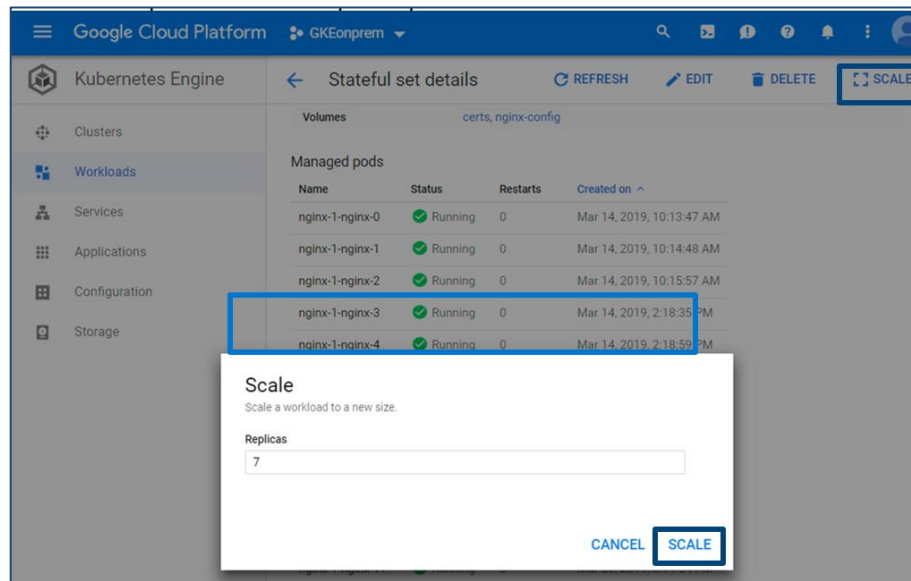 Google Cloud Platform GKEonprem
Kubernetes Engine
Stateful set details REFRESH EDIT DELETE SCALE
Clusters
Workloads
Services
Applications
Configuration
Storage
Volumes certs, nginx-config
Managed pods
Name Status Restarts Created on
nginx-1-nginx-0 Running 0 Mar 14, 2019, 10:13:47 AM
nginx-1-nginx-1 Running 0 Mar 14, 2019, 10:14:48 AM
nginx-1-nginx-2 Running 0 Mar 14, 2019, 10:15:57 AM
nginx-1-nginx-3 Running 0 Mar 14, 2019, 2:18:35 PM
nginx-1-nginx-4 Running 0 Mar 14, 2019, 2:18:59 PM
Scale
Scale a workload to a new size.
Replicas
7
CANCEL SCALE